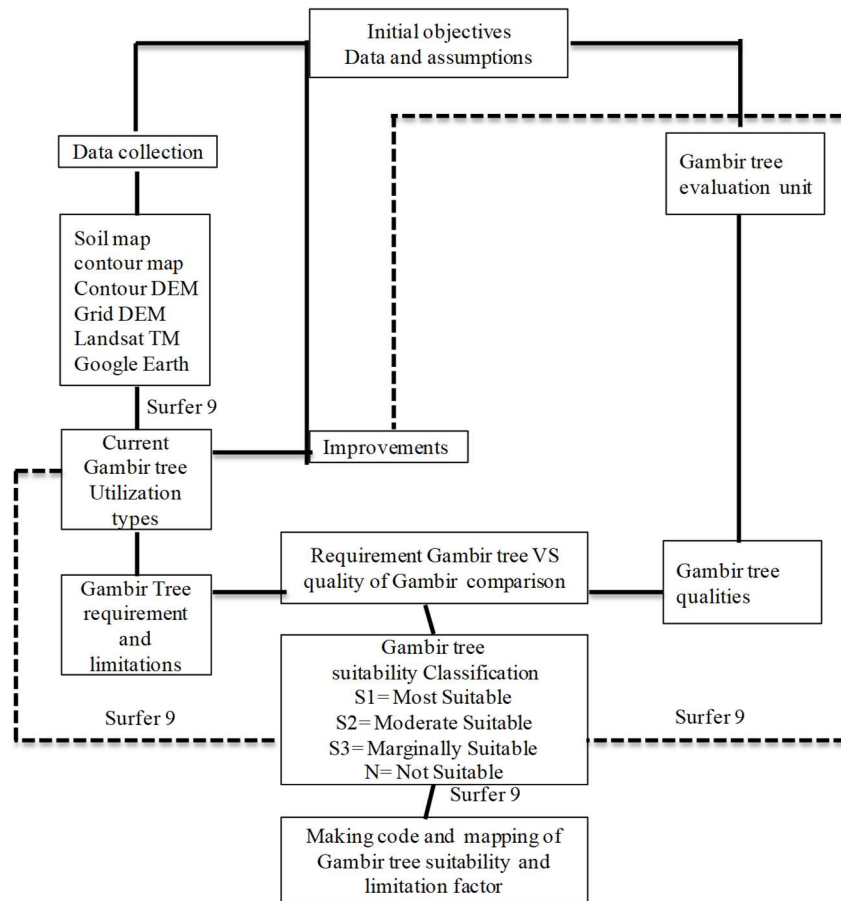 Initial objectives
Data and assumptions
Data collection
Gambir tree
evaluation unit
Soil map
contour map
Contour DEM
Grid DEM
Landsat TM
Google Earth
Surfer 9
Current
Gambir tree
Utilization
types
Improvements
Gambir Tree
requirement
and
limitations
Requirement Gambir tree VS
quality of Gambir comparison
Gambir tree
qualities
Gambir tree
suitability Classification
S1= Most Suitable
S2= Moderate Suitable
S3= Marginally Suitable
N= Not Suitable
Surfer 9
Surfer 9
Surfer 9
Making code and mapping of
Gambir tree suitability and
limitation factor